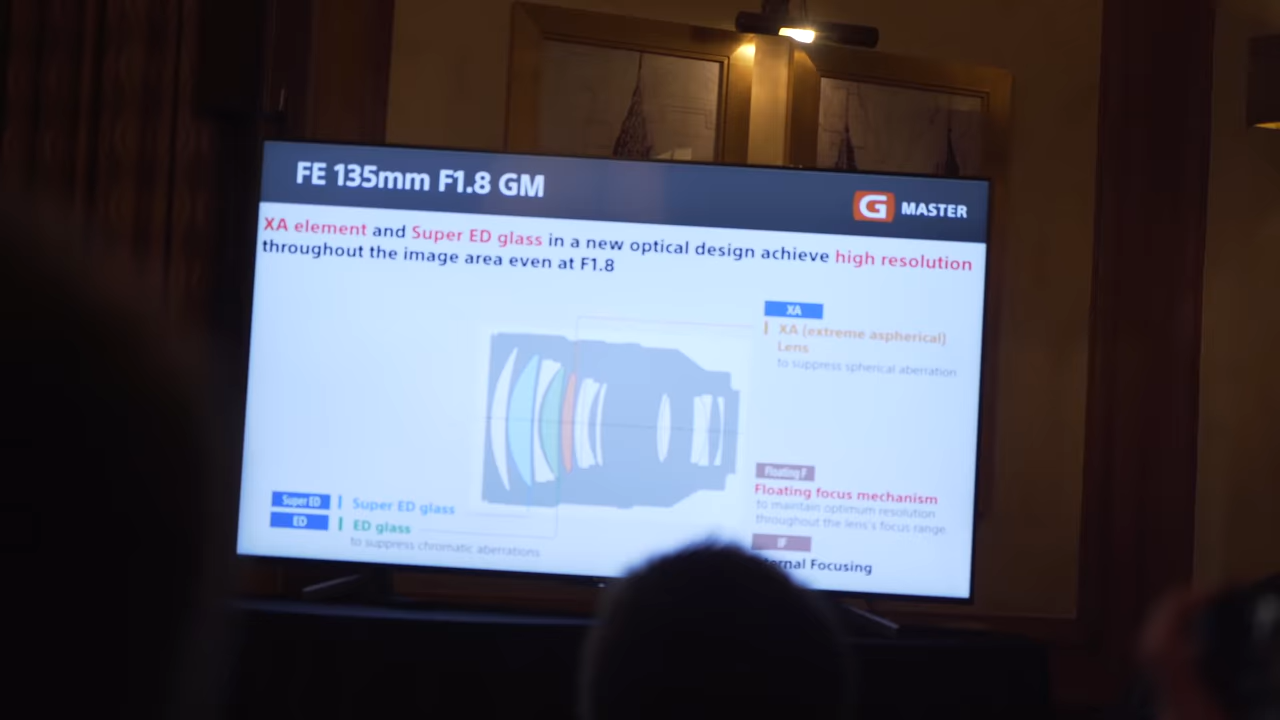 FE 135mm F1.8 GM
G MASTER
XA element and Super ED glass in a new optical design achieve high resolution
throughout the image area even at F1.8
XA
XA (extreme aspherical)
Lens
to suppress spherical aberration
Floating F
Floating focus mechanism
to maintain optimum resolution
throughout the lens's focus range
IF
ernal Focusing
Super ED
Super ED glass
ED
ED glass
to suppress chromatic aberrations